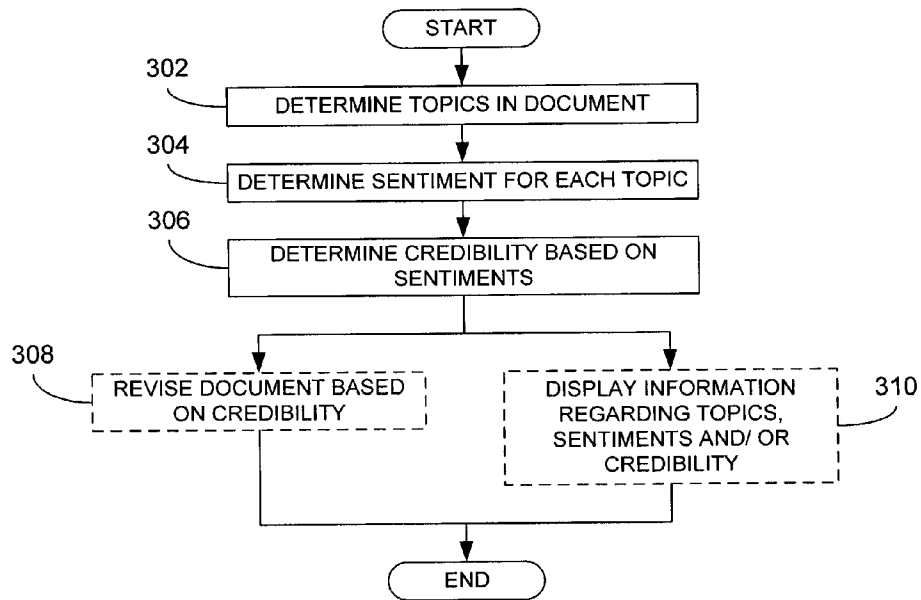 START
302
DETERMINE TOPICS IN DOCUMENT
304
DETERMINE SENTIMENT FOR EACH TOPIC
306
DETERMINE CREDIBILITY BASED ON
SENTIMENTS
308
REVISE DOCUMENT BASED
ON CREDIBILITY
DISPLAY INFORMATION
REGARDING TOPICS,
SENTIMENTS AND/ OR
CREDIBILITY
310
END